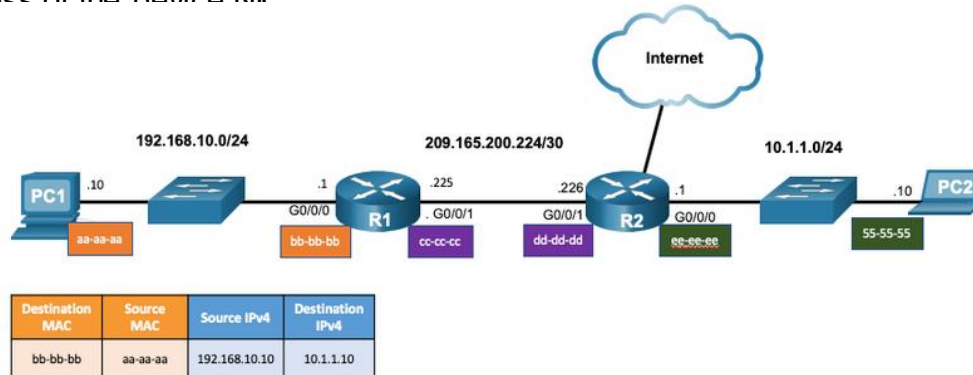 Internet
192.168.10.0/24
209.165.200.224/30
10.1.1.0/24
PC1
.10
.1
.225
.226
.1
.10
PC2
G0/0/0
R1
. G0/0/1
G0/0/1
R2
G0/0/0
aa-aa-aa
bb-bb-bb
cc-cc-cc
dd-dd-dd
ee-ee-ee
55-55-55
Destination MAC
Source MAC
Source IPv4
Destination IPv4
bb-bb-bb
aa-aa-aa
192.168.10.10
10.1.1.10